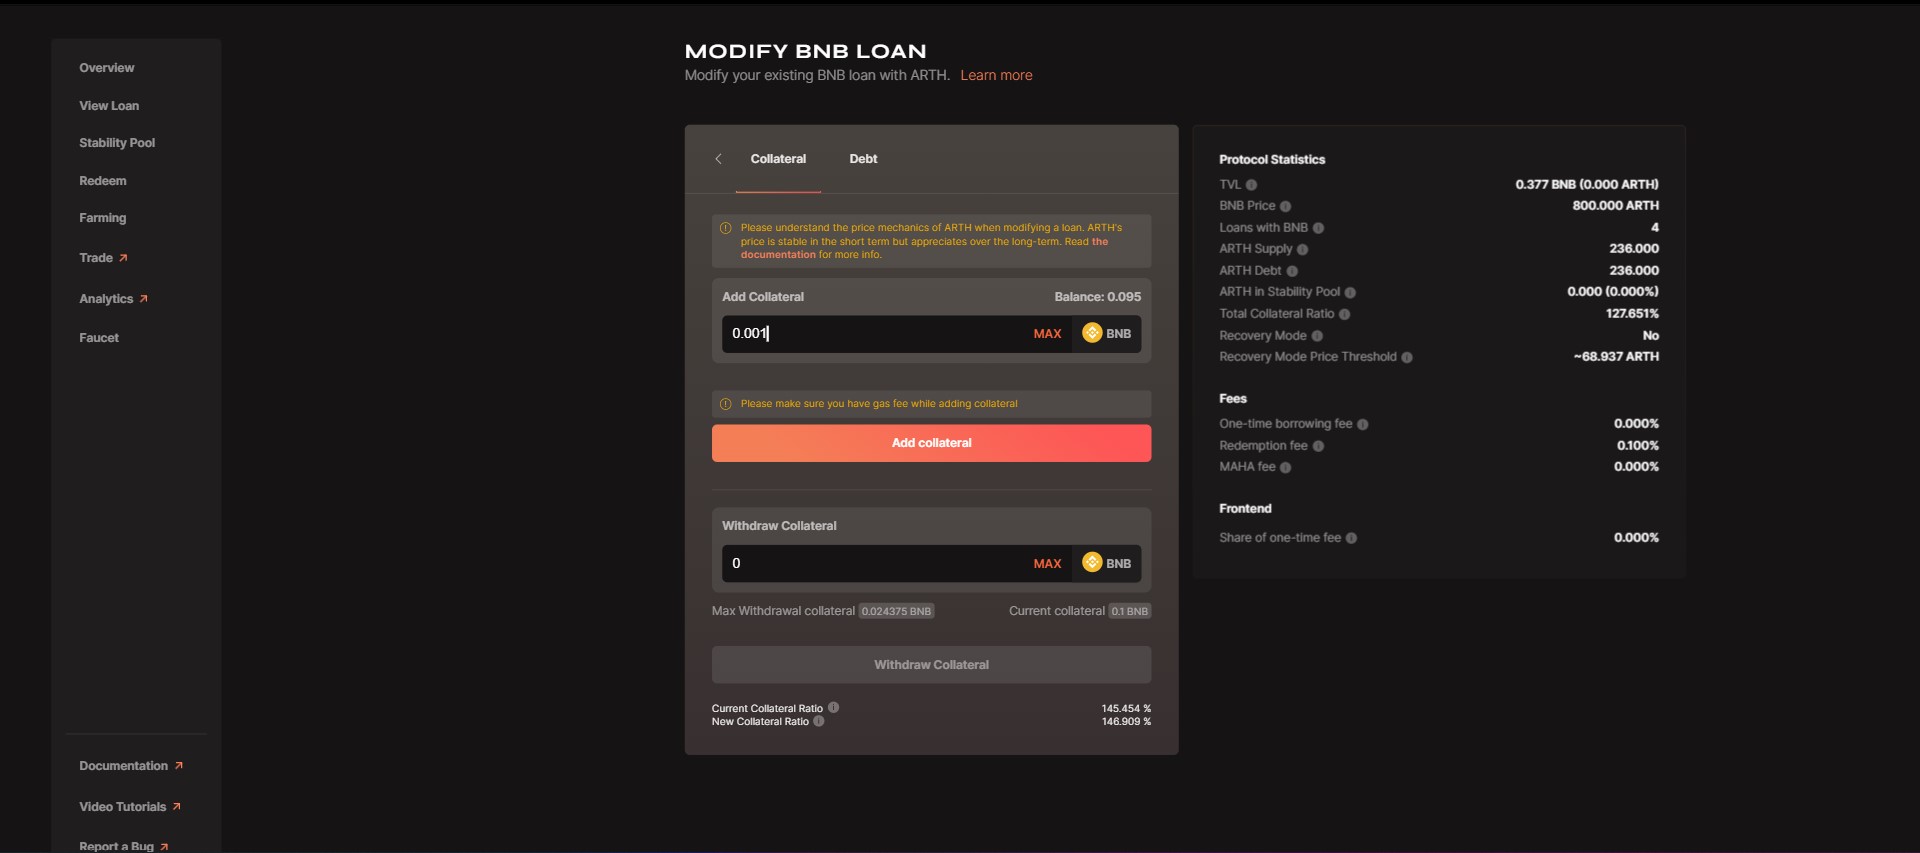 Overview
View Loan
Stability Pool
Redeem
Farming
Trade
Analytics
Faucet
Documentation
Video Tutorials
Report a Bug
MODIFY BNB LOAN
Modify your existing BNB loan with ARTH. Learn more
Collateral Debt
Please understand the price mechanics of ARTH when modifying a loan. ARTH's
price is stable in the short term but appreciates over the long-term. Read the
documentation for more info.
Add Collateral Balance: 0.095
0.001 MAX BNB
Please make sure you have gas fee while adding collateral
Add collateral
Withdraw Collateral
0 MAX BNB
Max Withdrawal collateral 0.024375 BNB Current collateral 0.1 BNB
Withdraw Collateral
Current Collateral Ratio 145.454 %
New Collateral Ratio 146.909 %
Protocol Statistics
TVL 0.377 BNB (0.000 ARTH)
BNB Price 800.000 ARTH
Loans with BNB 4
ARTH Supply 236.000
ARTH Debt 236.000
ARTH in Stability Pool 0.000 (0.000%)
Total Collateral Ratio 127.651%
Recovery Mode No
Recovery Mode Price Threshold ~68.937 ARTH
Fees
One-time borrowing fee 0.000%
Redemption fee 0.100%
MAHA fee 0.000%
Frontend
Share of one-time fee 0.000%